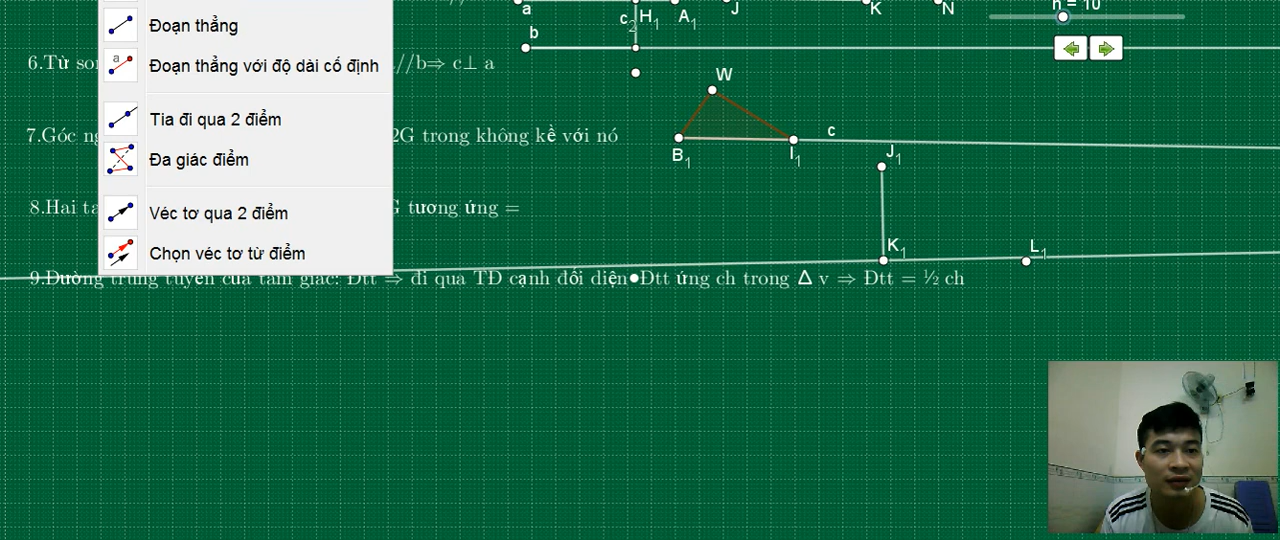 a H₁ A₁ J K N
c₂
n = 10
Đoạn thẳng
b
a
Đoạn thẳng với độ dài cố định
6.Từ //b⇒ c⊥ a
W
Tia đi qua 2 điểm
7.Góc 2G trong không kề với nó
c
B₁ I₁ J₁
Đa giác điểm
8.Hai G tương ứng =
Véc tơ qua 2 điểm
K₁ L₁
Chọn véc tơ từ điểm
9.Đường trung tuyến của tam giác: Đtt ⇒ đi qua TĐ cạnh đối diện●Đtt ứng ch trong Δ v ⇒ Đtt = ½ ch